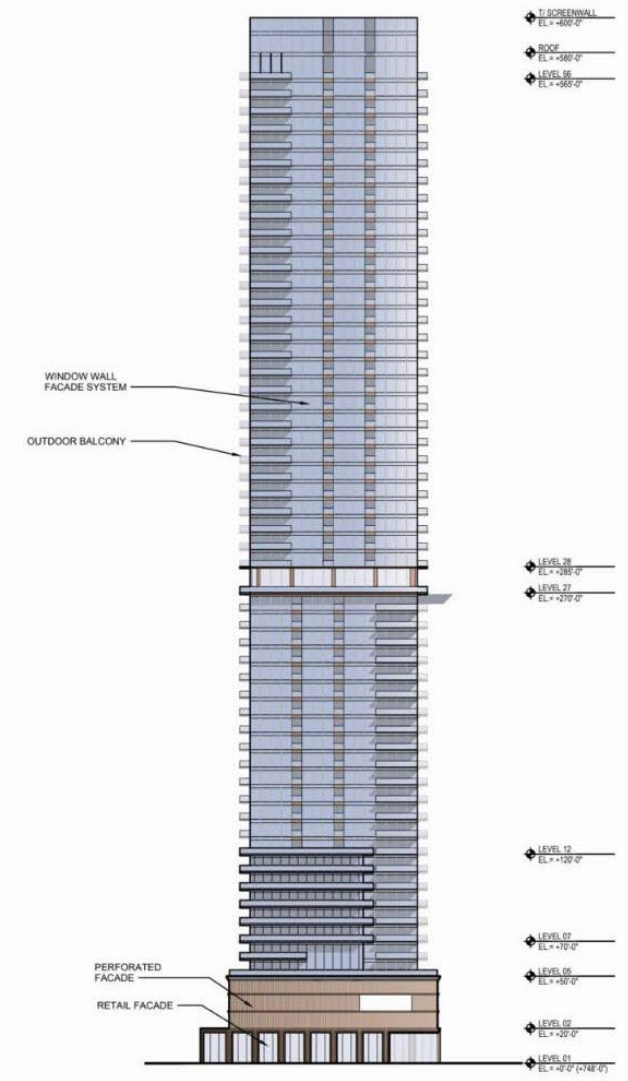 T/ SCREENWALL
EL = +600'-0"
ROOF
EL = +580'-0"
LEVEL 56
EL = +565'-0"
WINDOW WALL
FACADE SYSTEM
OUTDOOR BALCONY
LEVEL 28
EL = +285'-0"
LEVEL 27
EL = +270'-0"
LEVEL 12
EL = +120'-0"
LEVEL 07
EL = +70'-0"
PERFORATED
FACADE
LEVEL 05
EL = +50'-0"
RETAIL FACADE
LEVEL 02
EL = +20'-0"
LEVEL 01
EL = +0'-0" (+748'-0")